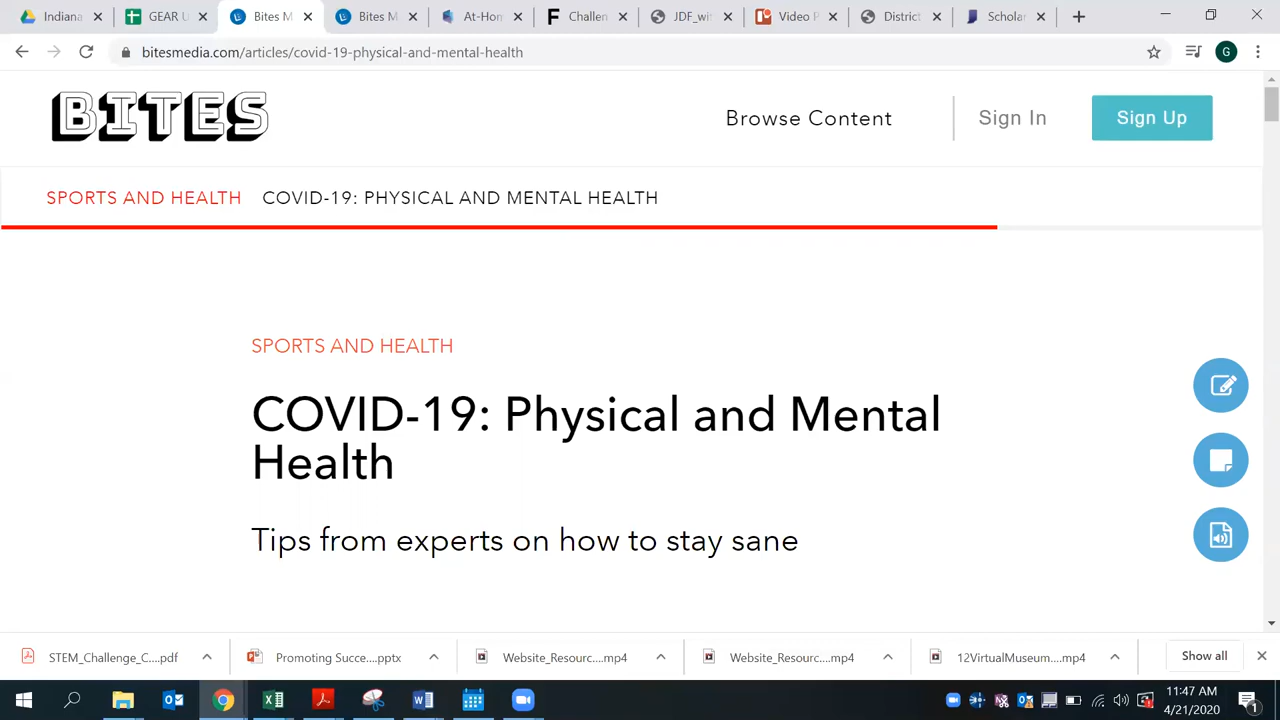 Indiana
GEAR U
Bites M
Bites M
At-Hon
Challen
JDF_wi
Video P
District
Scholar
bitesmedia.com/articles/covid-19-physical-and-mental-health
G
BITES
Browse Content
Sign In
Sign Up
SPORTS AND HEALTH COVID-19: PHYSICAL AND MENTAL HEALTH
SPORTS AND HEALTH
COVID-19: Physical and Mental
Health
Tips from experts on how to stay sane
STEM_Challenge_C....pdf
Promoting Succe....pptx
Website_Resourc....mp4
Website_Resourc....mp4
12VirtualMuseum....mp4
Show all
11:47 AM
4/21/2020
1